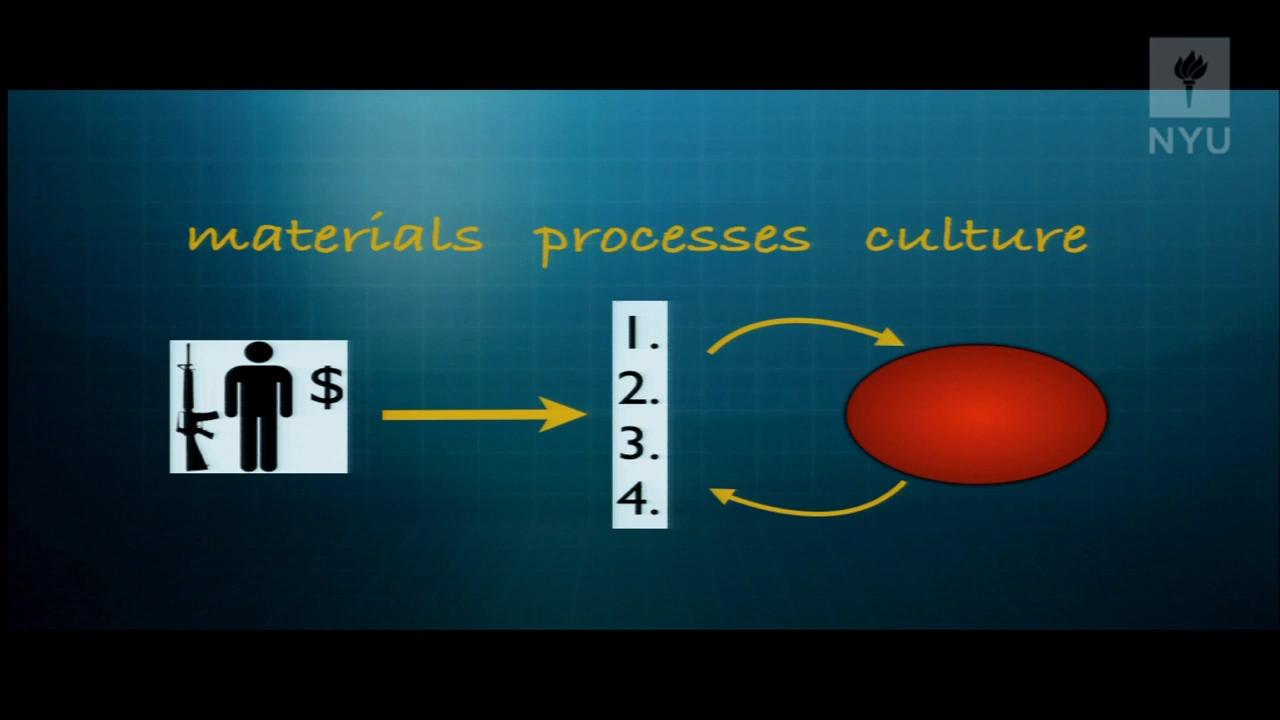 NYU
materials processes culture
$
1.
2.
3.
4.